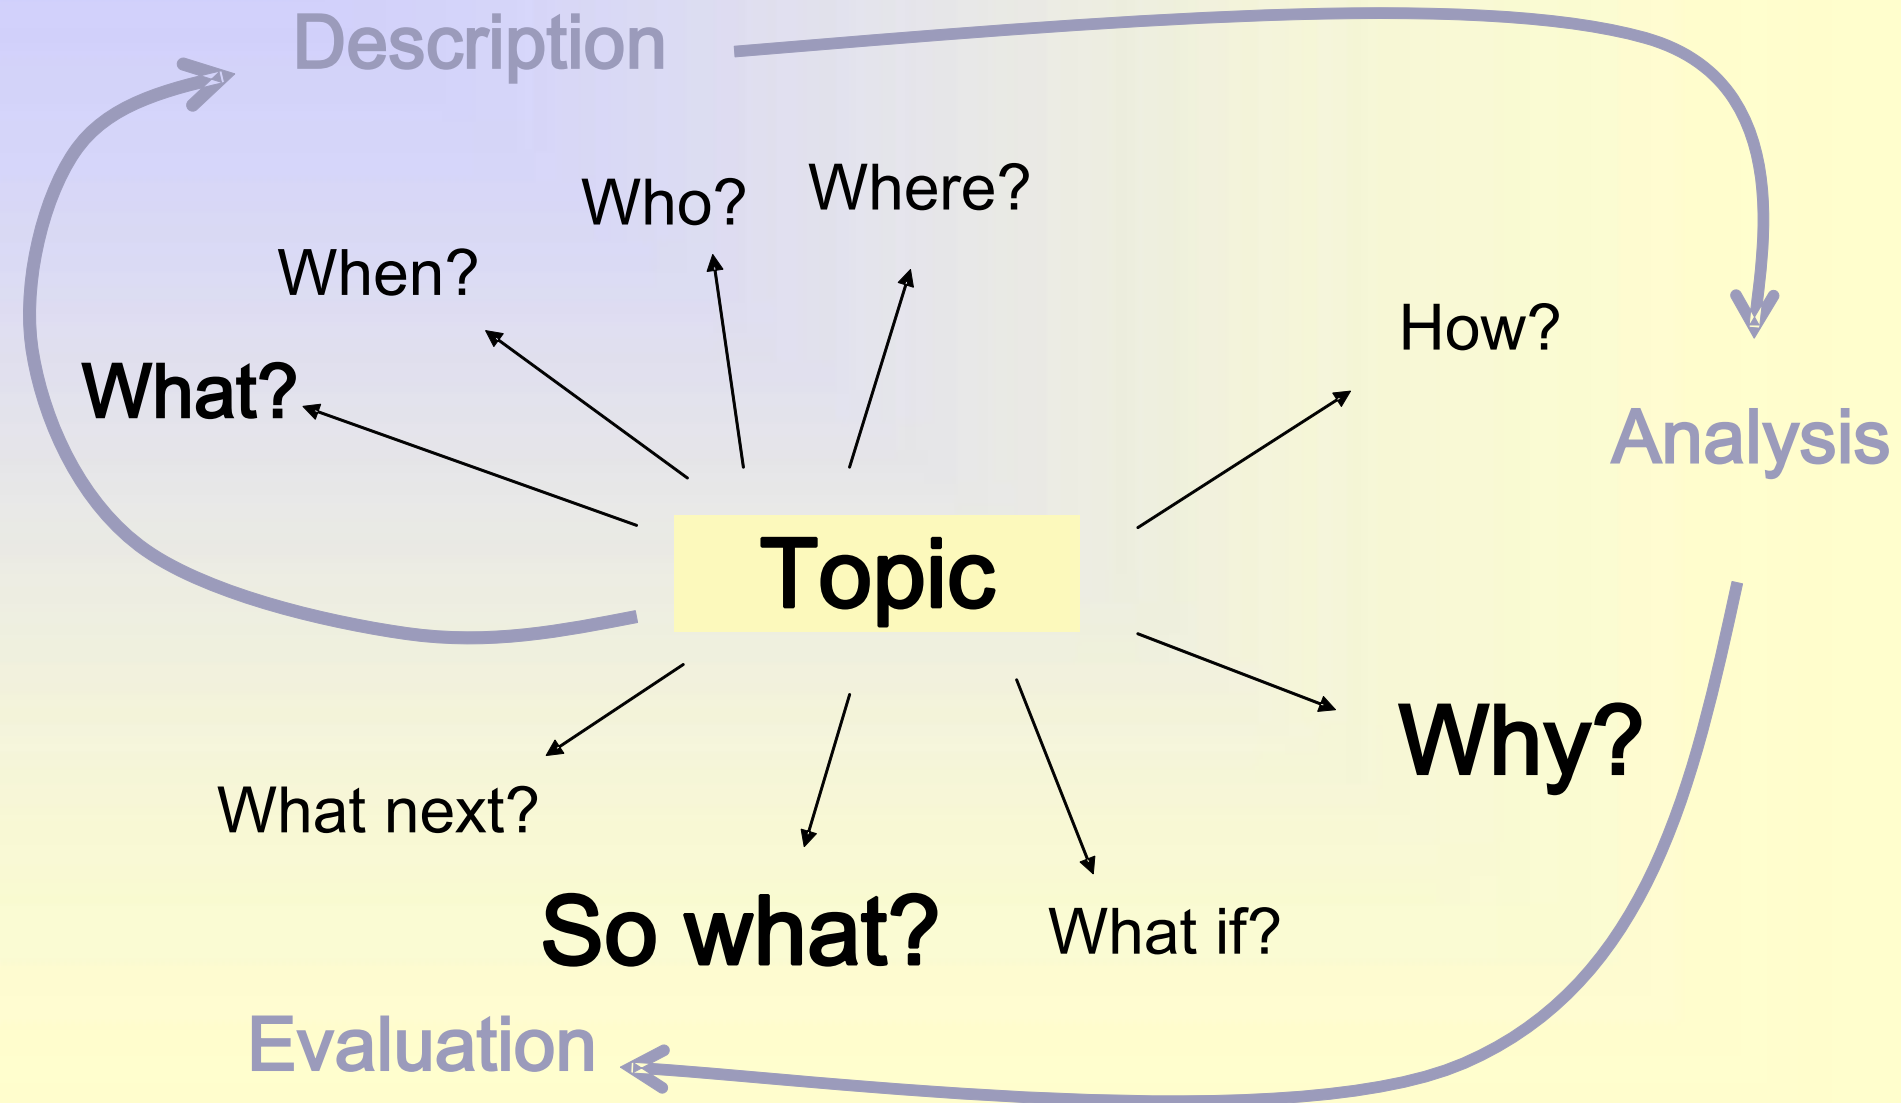 Description
Who?
Where?
When?
How?
What?
Analysis
Topic
Why?
What next?
So what?
What if?
Evaluation